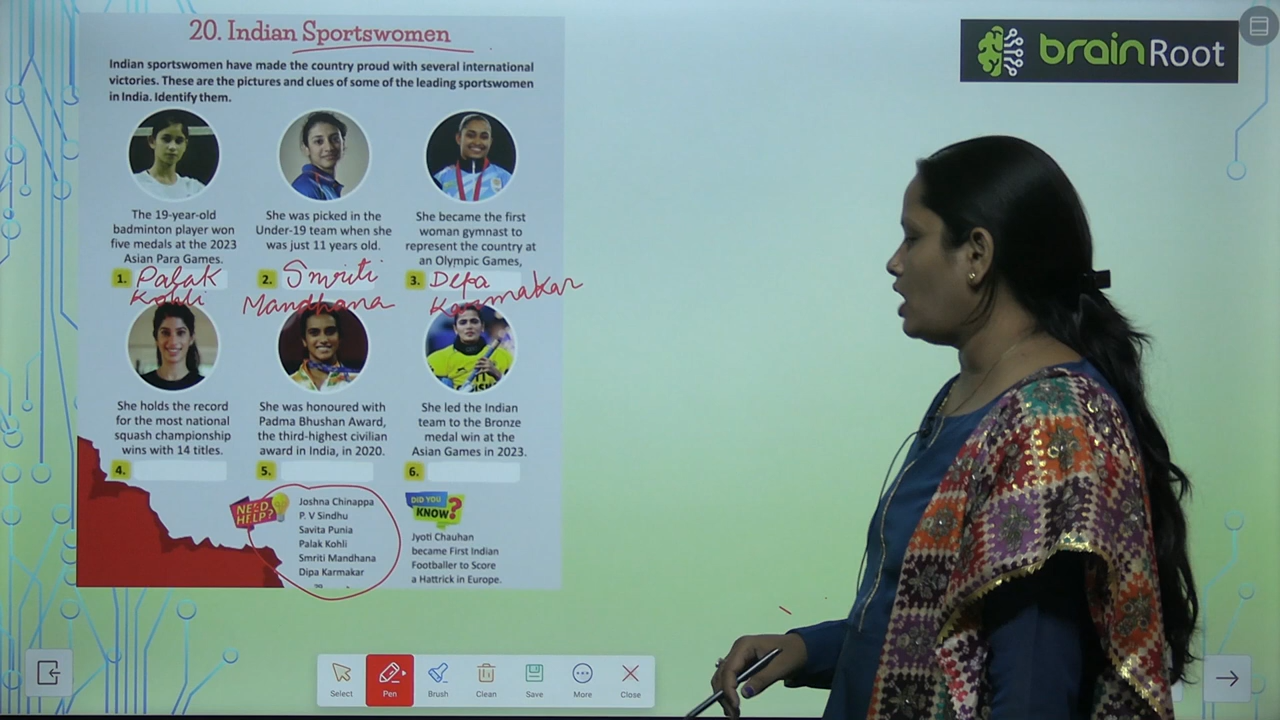 20. Indian Sportswomen
brainRoot
Indian sportswomen have made the country proud with several international
victories. These are the pictures and clues of some of the leading sportswomen
in India. Identify them.
The 19-year-old
badminton player won
five medals at the 2023
Asian Para Games.
1. Palak
Kohli
She was picked in the
Under-19 team when she
was just 11 years old.
2. Smriti
Mandhana
She became the first
woman gymnast to
represent the country at
an Olympic Games,
3. Depa
Karmakar
She holds the record
for the most national
squash championship
wins with 14 titles.
4.
She was honoured with
Padma Bhushan Award,
the third-highest civilian
award in India, in 2020.
5.
She led the Indian
team to the Bronze
medal win at the
Asian Games in 2023.
6.
NEED
HELP?
Joshna Chinappa
P. V Sindhu
Savita Punia
Palak Kohli
Smriti Mandhana
Dipa Karmakar
DID YOU
KNOW?
Jyoti Chauhan
became First Indian
Footballer to Score
a Hattrick in Europe.
Select Pen Brush Clean Save More Close